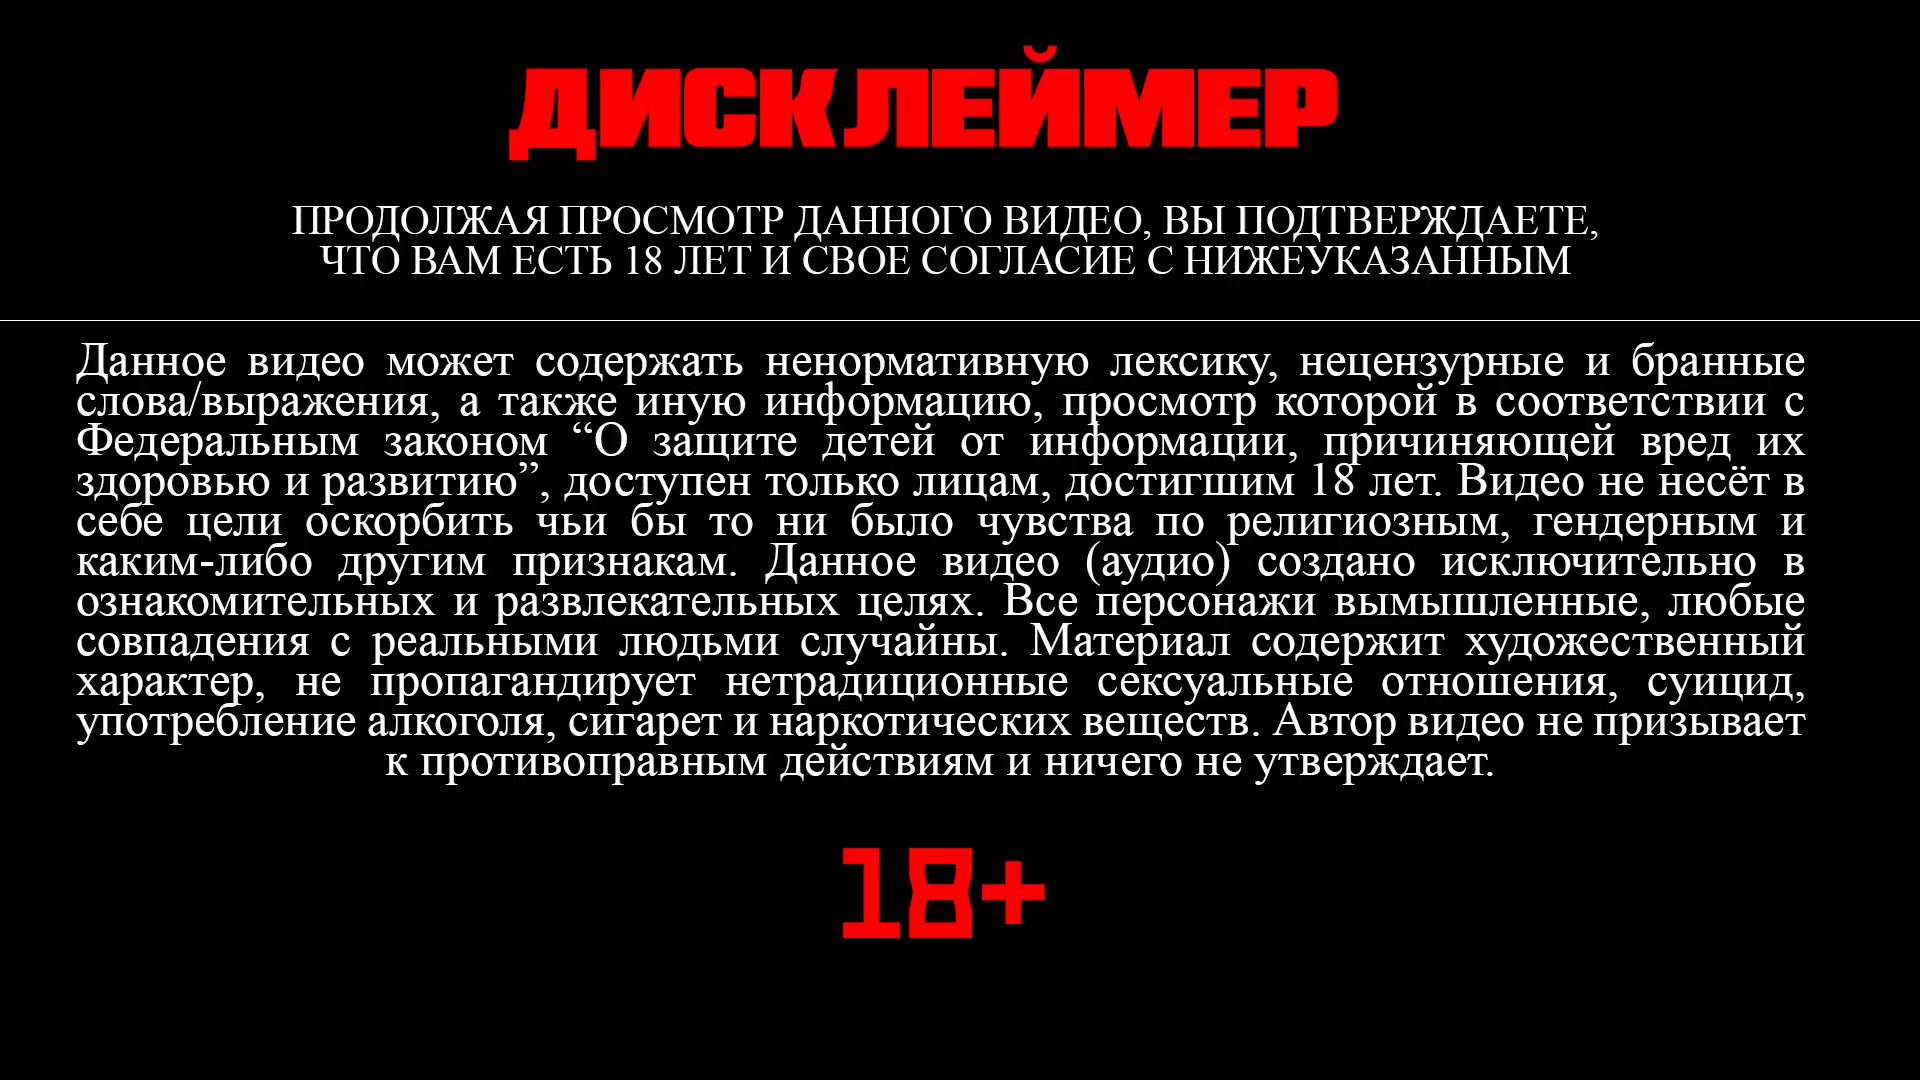 ДИСКЛЕЙМЕР
ПРОДОЛЖАЯ ПРОСМОТР ДАННОГО ВИДЕО, ВЫ ПОДТВЕРЖДАЕТЕ,
ЧТО ВАМ ЕСТЬ 18 ЛЕТ И СВОЕ СОГЛАСИЕ С НИЖЕУКАЗАННЫМ
Данное видео может содержать ненормативную лексику, нецензурные и бранные
слова/выражения, а также иную информацию, просмотр которой в соответствии с
Федеральным законом “О защите детей от информации, причиняющей вред их
здоровью и развитию”, доступен только лицам, достигшим 18 лет. Видео не несёт в
себе цели оскорбить чьи бы то ни было чувства по религиозным, гендерным и
каким-либо другим признакам. Данное видео (аудио) создано исключительно в
ознакомительных и развлекательных целях. Все персонажи вымышленные, любые
совпадения с реальными людьми случайны. Материал содержит художественный
характер, не пропагандирует нетрадиционные сексуальные отношения, суицид,
употребление алкоголя, сигарет и наркотических веществ. Автор видео не призывает
к противоправным действиям и ничего не утверждает.
18+